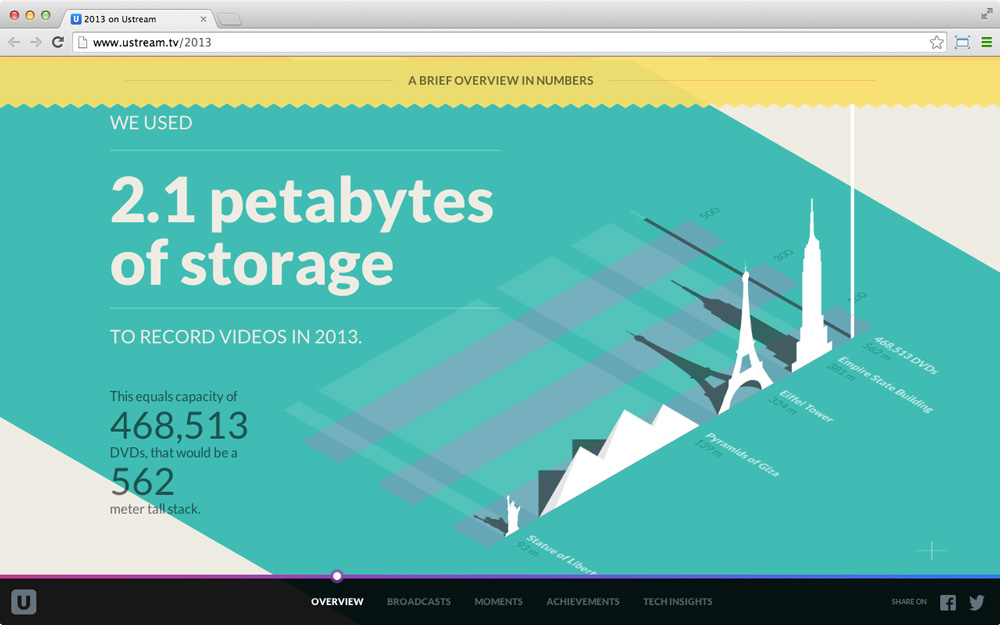 2013 on Ustream
www.ustream.tv/2013
A BRIEF OVERVIEW IN NUMBERS
WE USED
2.1 petabytes
of storage
TO RECORD VIDEOS IN 2013.
This equals capacity of
468,513
DVDs, that would be a
562
meter tall stack.
500
300
100
468,513 DVDs
562 m
Empire State Building
381 m
Eiffel Tower
324 m
Pyramids of Giza
139 m
Statue of Libert
93 m
U
OVERVIEW
BROADCASTS
MOMENTS
ACHIEVEMENTS
TECH INSIGHTS
SHARE ON